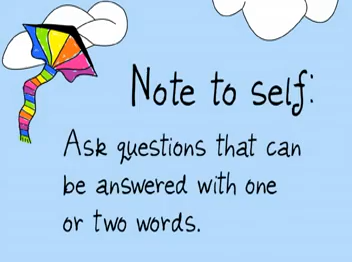 Note to self:
Ask questions that can
be answered with one
or two words.